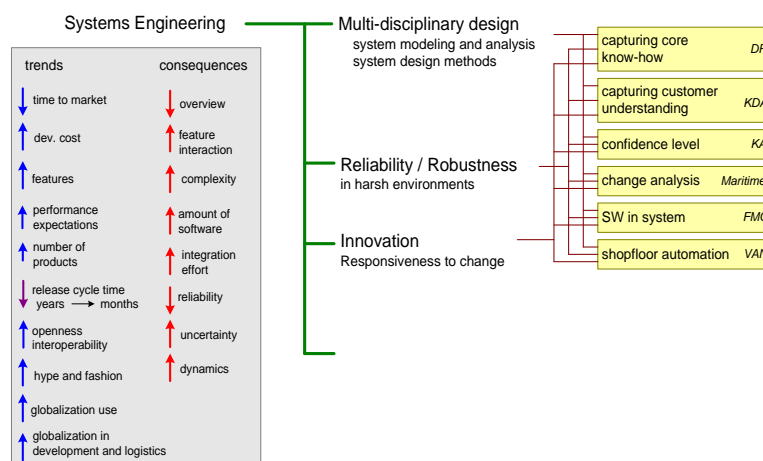 Systems Engineering
trends
time to market
dev. cost
features
performance
expectations
number of
products
release cycle time
years
months
openness
interoperability
hype and fashion
globalization use
globalization in
development and logistics
consequences
overview
feature
interaction
complexity
amount of
software
integration
effort
reliability
uncertainty
dynamics
Multi-disciplinary design
system modeling and analysis
system design methods
Reliability / Robustness
in harsh environments
Innovation
Responsiveness to change
capturing core
know-how
capturing customer
understanding
confidence level
change analysis
Maritime
SW in system
shopfloor automation